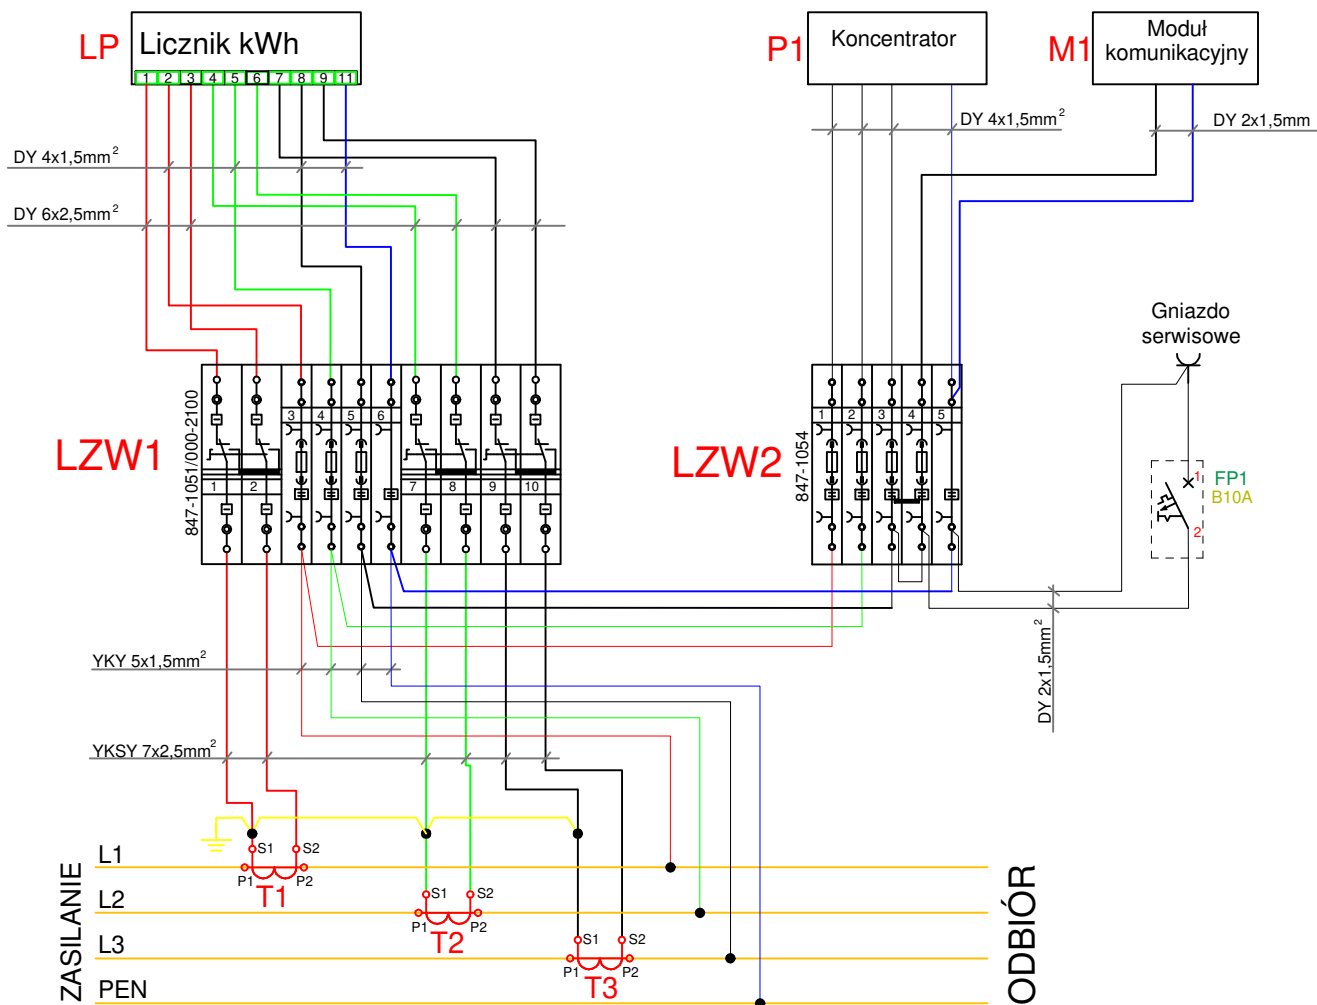 LP
Licznik kWh
1 2 3 4 5 6 7 8 9 11
P1
Koncentrator
M1
Moduł
komunikacyjny
DY 4x1,5mm²
DY 6x2,5mm²
DY 4x1,5mm²
DY 2x1,5mm
Gniazdo
serwisowe
LZW1
847-1051/000-2100
3 4 5 6
1 2 7 8 9 10
LZW2
847-1054
1 2 3 4 5
1
FP1
B10A
2
DY 2x1,5mm²
YKY 5x1,5mm²
YKSY 7x2,5mm²
ZASILANIE
L1
S1 S2
P1 P2
T1
L2
S1 S2
P1 P2
T2
L3
S1 S2
P1 P2
T3
PEN
ODBIÓR